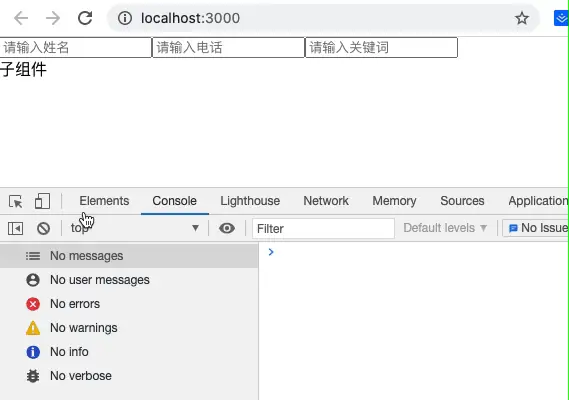 localhost:3000
请输入姓名 请输入电话 请输入关键词
子组件
Elements Console Lighthouse Network Memory Sources Application
top ▼ Filter Default levels ▼ No Issue
No messages
No user messages
No errors
No warnings
No info
No verbose